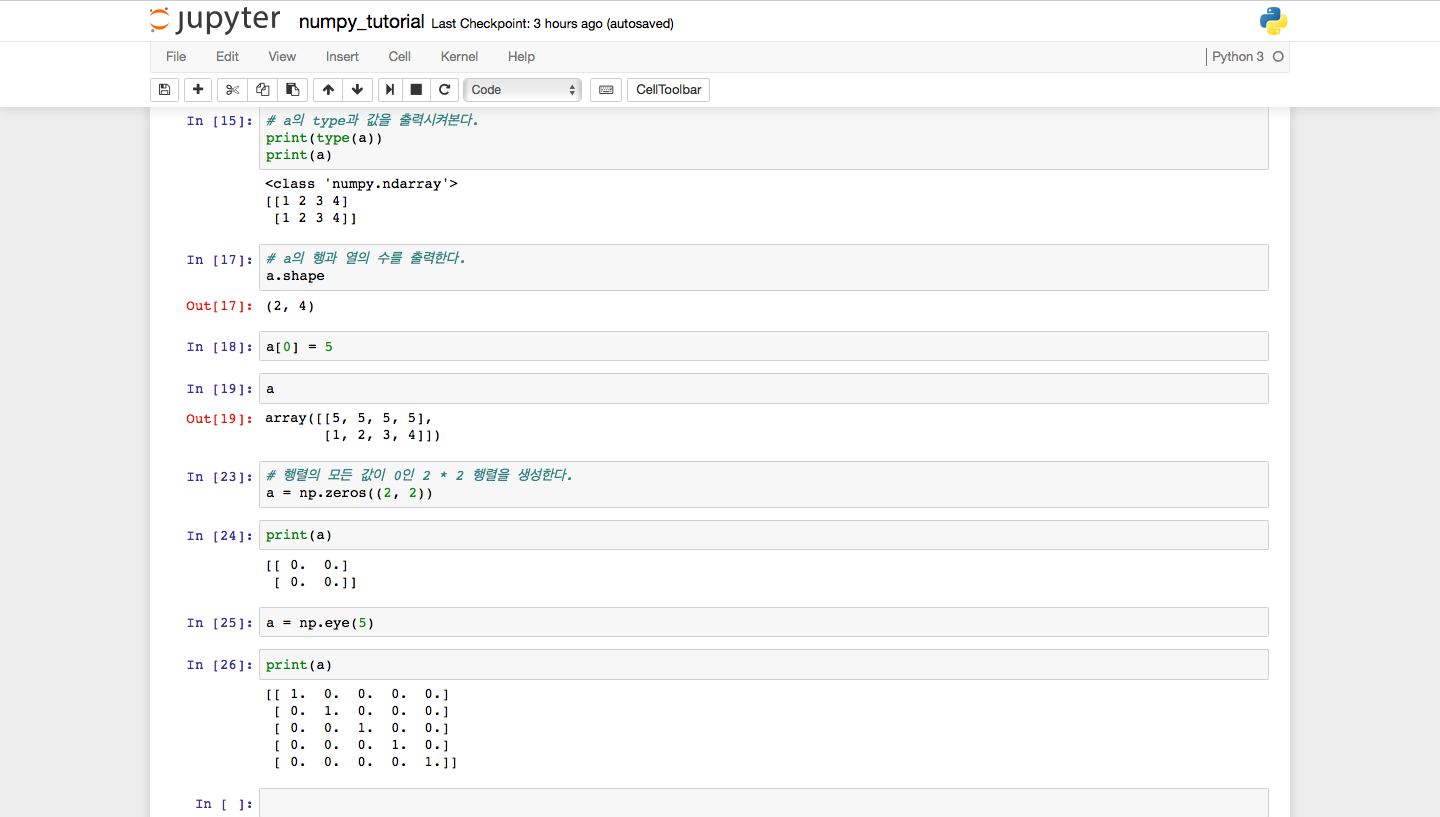 jupyter numpy_tutorial Last Checkpoint: 3 hours ago (autosaved)
File Edit View Insert Cell Kernel Help Python 3
Code CellToolbar
In [15]: # a의 type과 값을 출력시켜본다.
print(type(a))
print(a)
<class 'numpy.ndarray'>
[[1 2 3 4]
 [1 2 3 4]]
In [17]: # a의 행과 열의 수를 출력한다.
a.shape
Out[17]: (2, 4)
In [18]: a[0] = 5
In [19]: a
Out[19]: array([[5, 5, 5, 5],
       [1, 2, 3, 4]])
In [23]: # 행렬의 모든 값이 0인 2 * 2 행렬을 생성한다.
a = np.zeros((2, 2))
In [24]: print(a)
[[ 0.  0.]
 [ 0.  0.]]
In [25]: a = np.eye(5)
In [26]: print(a)
[[ 1.  0.  0.  0.  0.]
 [ 0.  1.  0.  0.  0.]
 [ 0.  0.  1.  0.  0.]
 [ 0.  0.  0.  1.  0.]
 [ 0.  0.  0.  0.  1.]]
In [ ]: